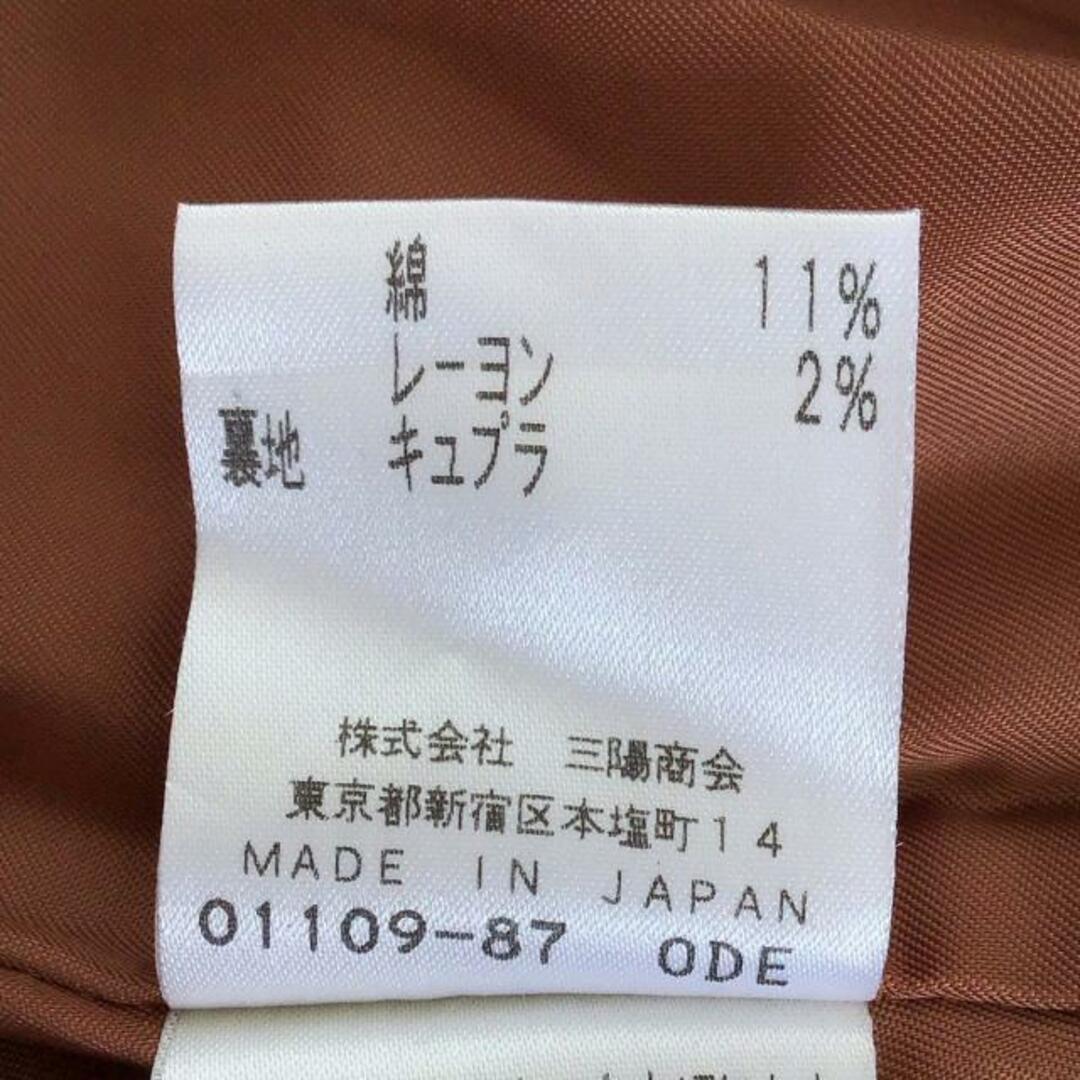 綿 11%
レーヨン 2%
裏地 キュプラ
株式会社 三陽商会
東京都新宿区本塩町14
MADE IN JAPAN
01109-87 ODE